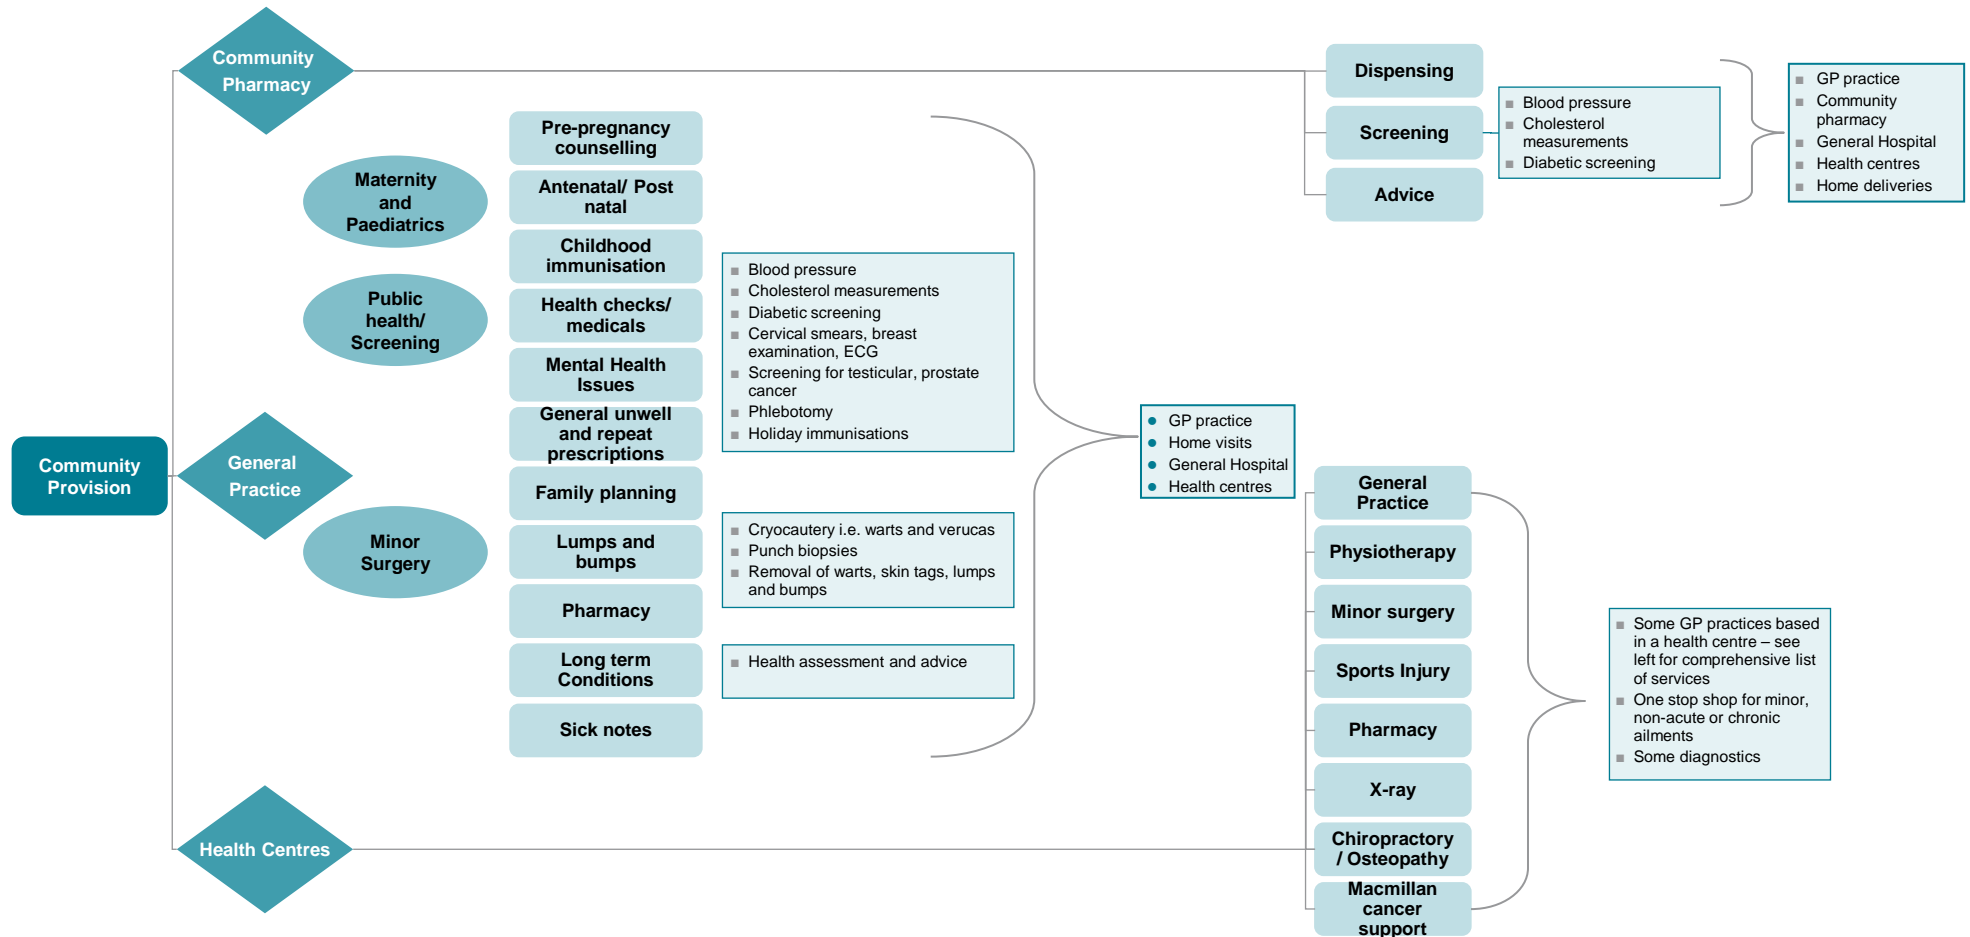 Community
Pharmacy
Dispensing
Screening
Advice
Blood pressure
Cholesterol
measurements
Diabetic screening
GP practice
Community
pharmacy
General Hospital
Health centres
Home deliveries
Community
Provision
General
Practice
Maternity
and
Paediatrics
Public
health/
Screening
Minor
Surgery
Pre-pregnancy
counselling
Antenatal/ Post
natal
Childhood
immunisation
Health checks/
medicals
Mental Health
Issues
General unwell
and repeat
prescriptions
Family planning
Lumps and
bumps
Pharmacy
Long term
Conditions
Sick notes
Blood pressure
Cholesterol measurements
Diabetic screening
Cervical smears, breast
examination, ECG
Screening for testicular, prostate
cancer
Phlebotomy
Holiday immunisations
Cryocautery i.e. warts and verucas
Punch biopsies
Removal of warts, skin tags, lumps
and bumps
Health assessment and advice
GP practice
Home visits
General Hospital
Health centres
Health Centres
General
Practice
Physiotherapy
Minor surgery
Sports Injury
Pharmacy
X-ray
Chiropractory
/ Osteopathy
Macmillan
cancer
support
Some GP practices based
in a health centre – see
left for comprehensive list
of services
One stop shop for minor,
non-acute or chronic
ailments
Some diagnostics